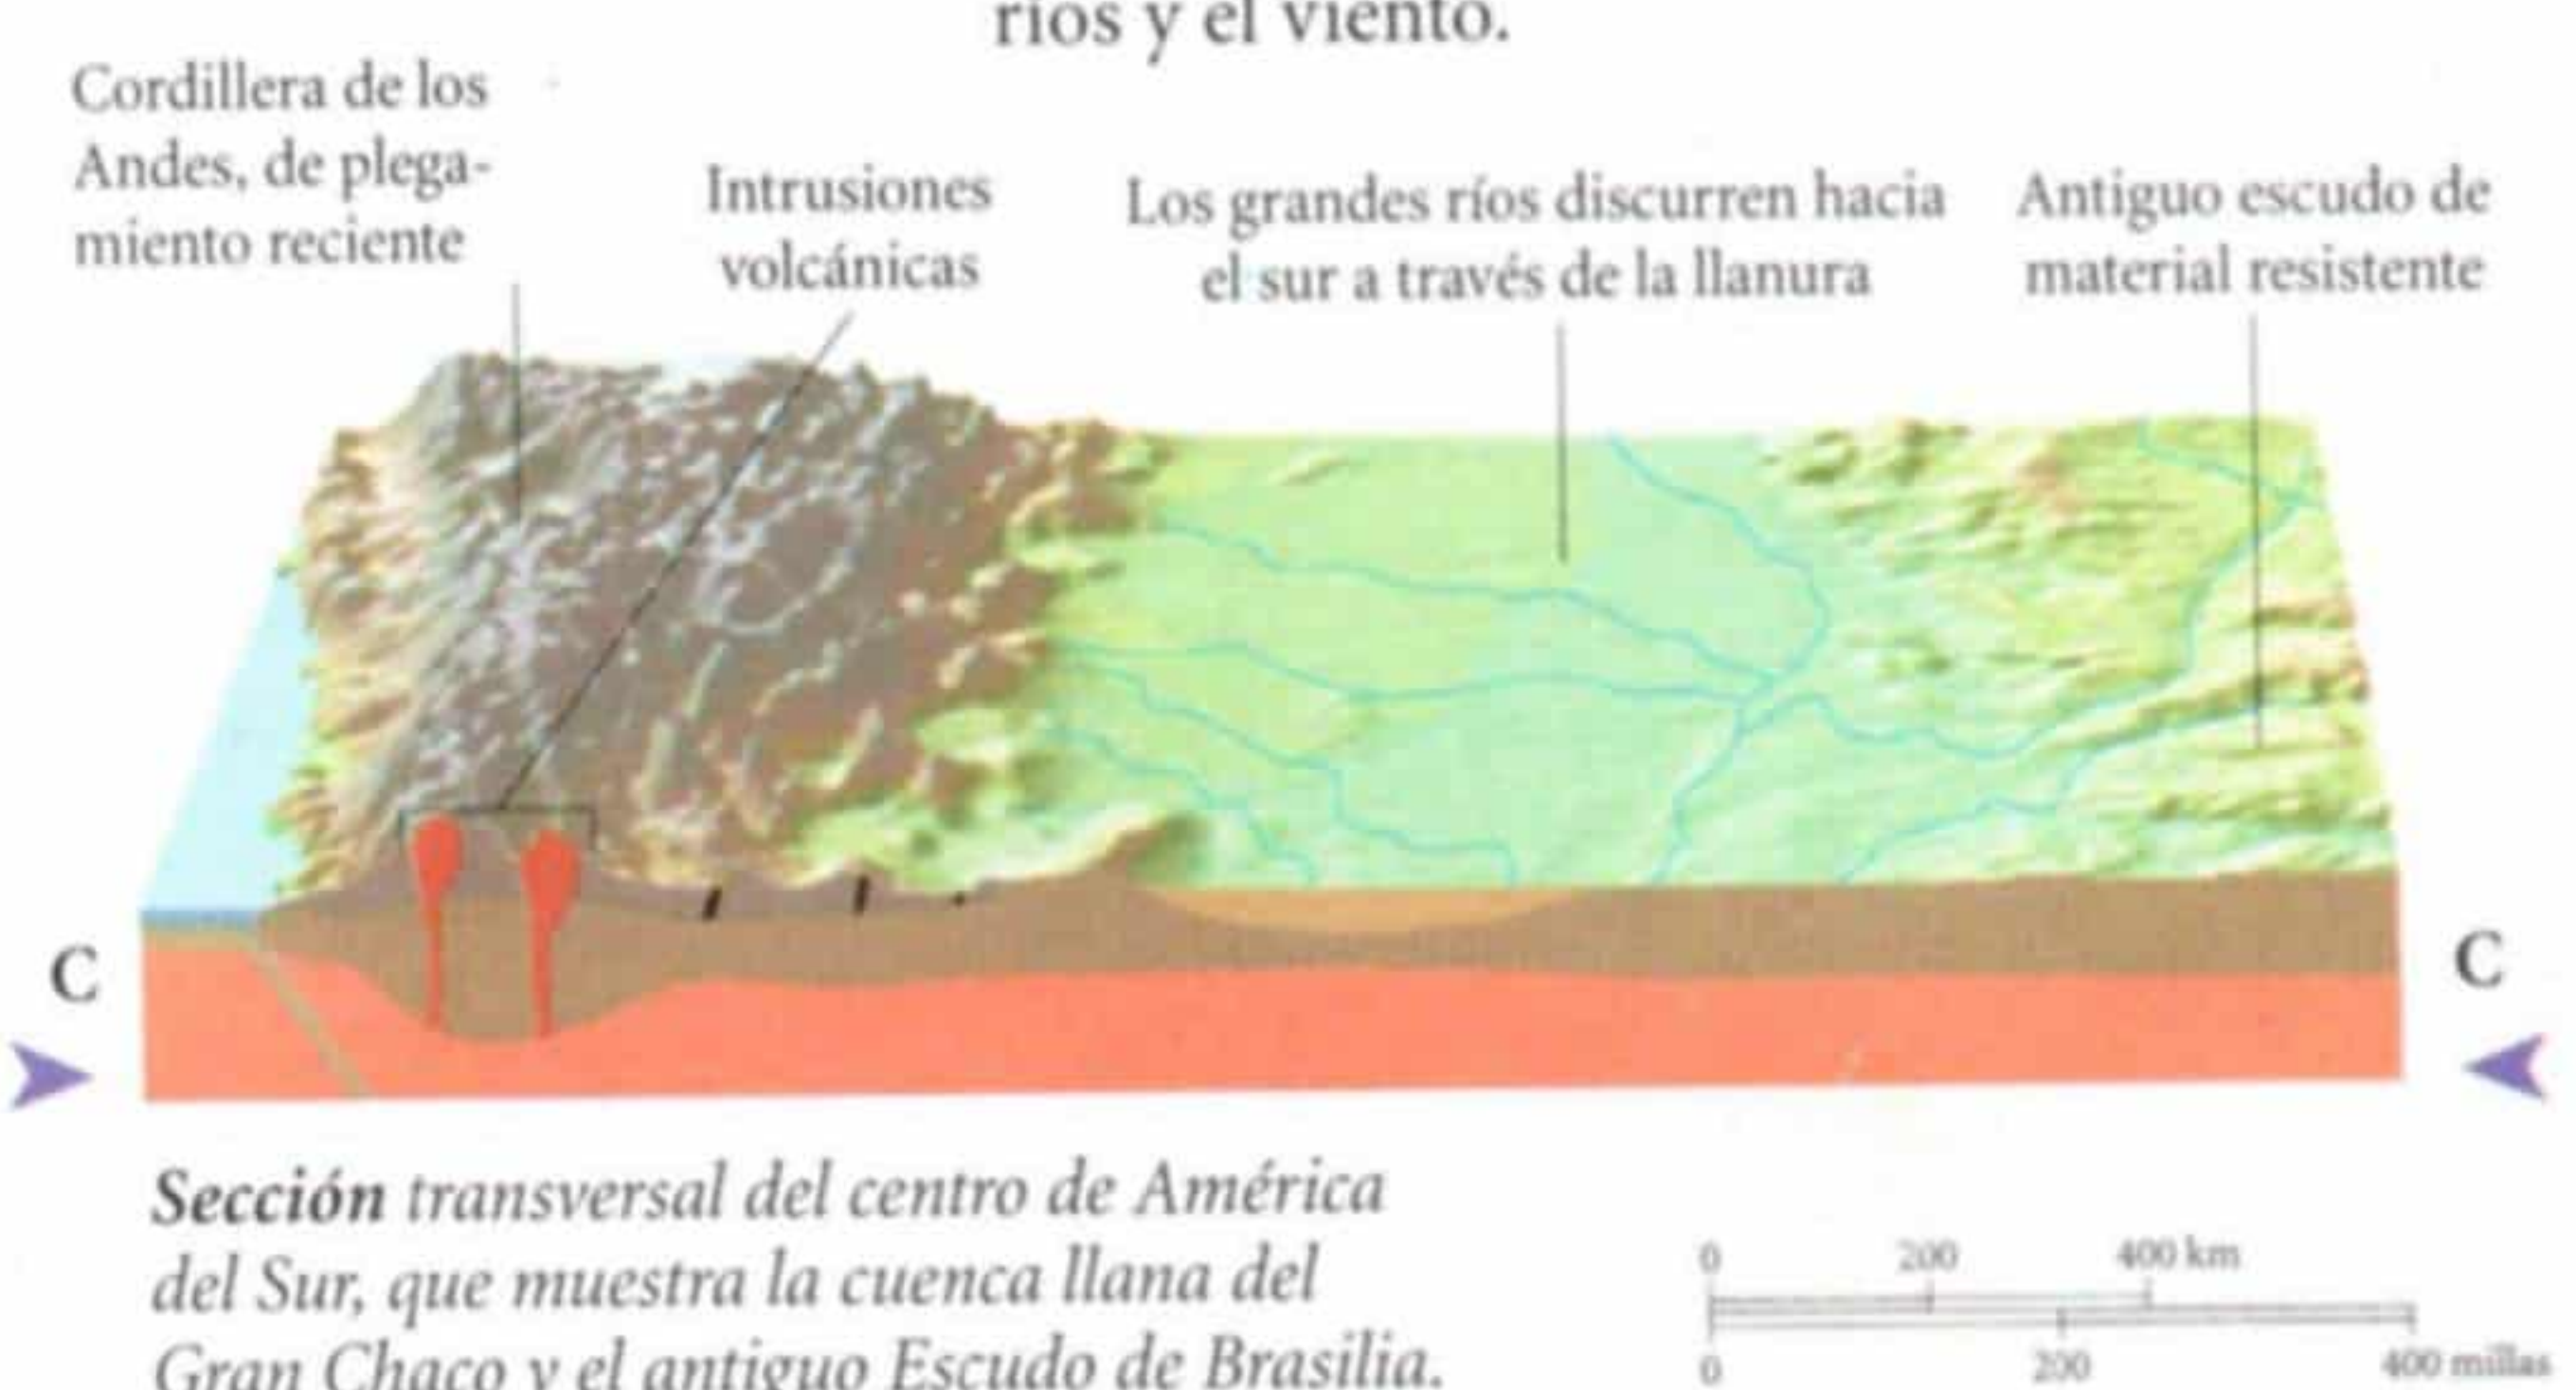 ríos y el viento.
Cordillera de los
Andes, de plega-
miento reciente
Intrusiones
volcánicas
Los grandes ríos discurren hacia
el sur a través de la llanura
Antiguo escudo de
material resistente
C
C
Sección transversal del centro de América
del Sur, que muestra la cuenca llana del
Gran Chaco y el antiguo Escudo de Brasilia.
0 200 400 km
0 200 400 millas